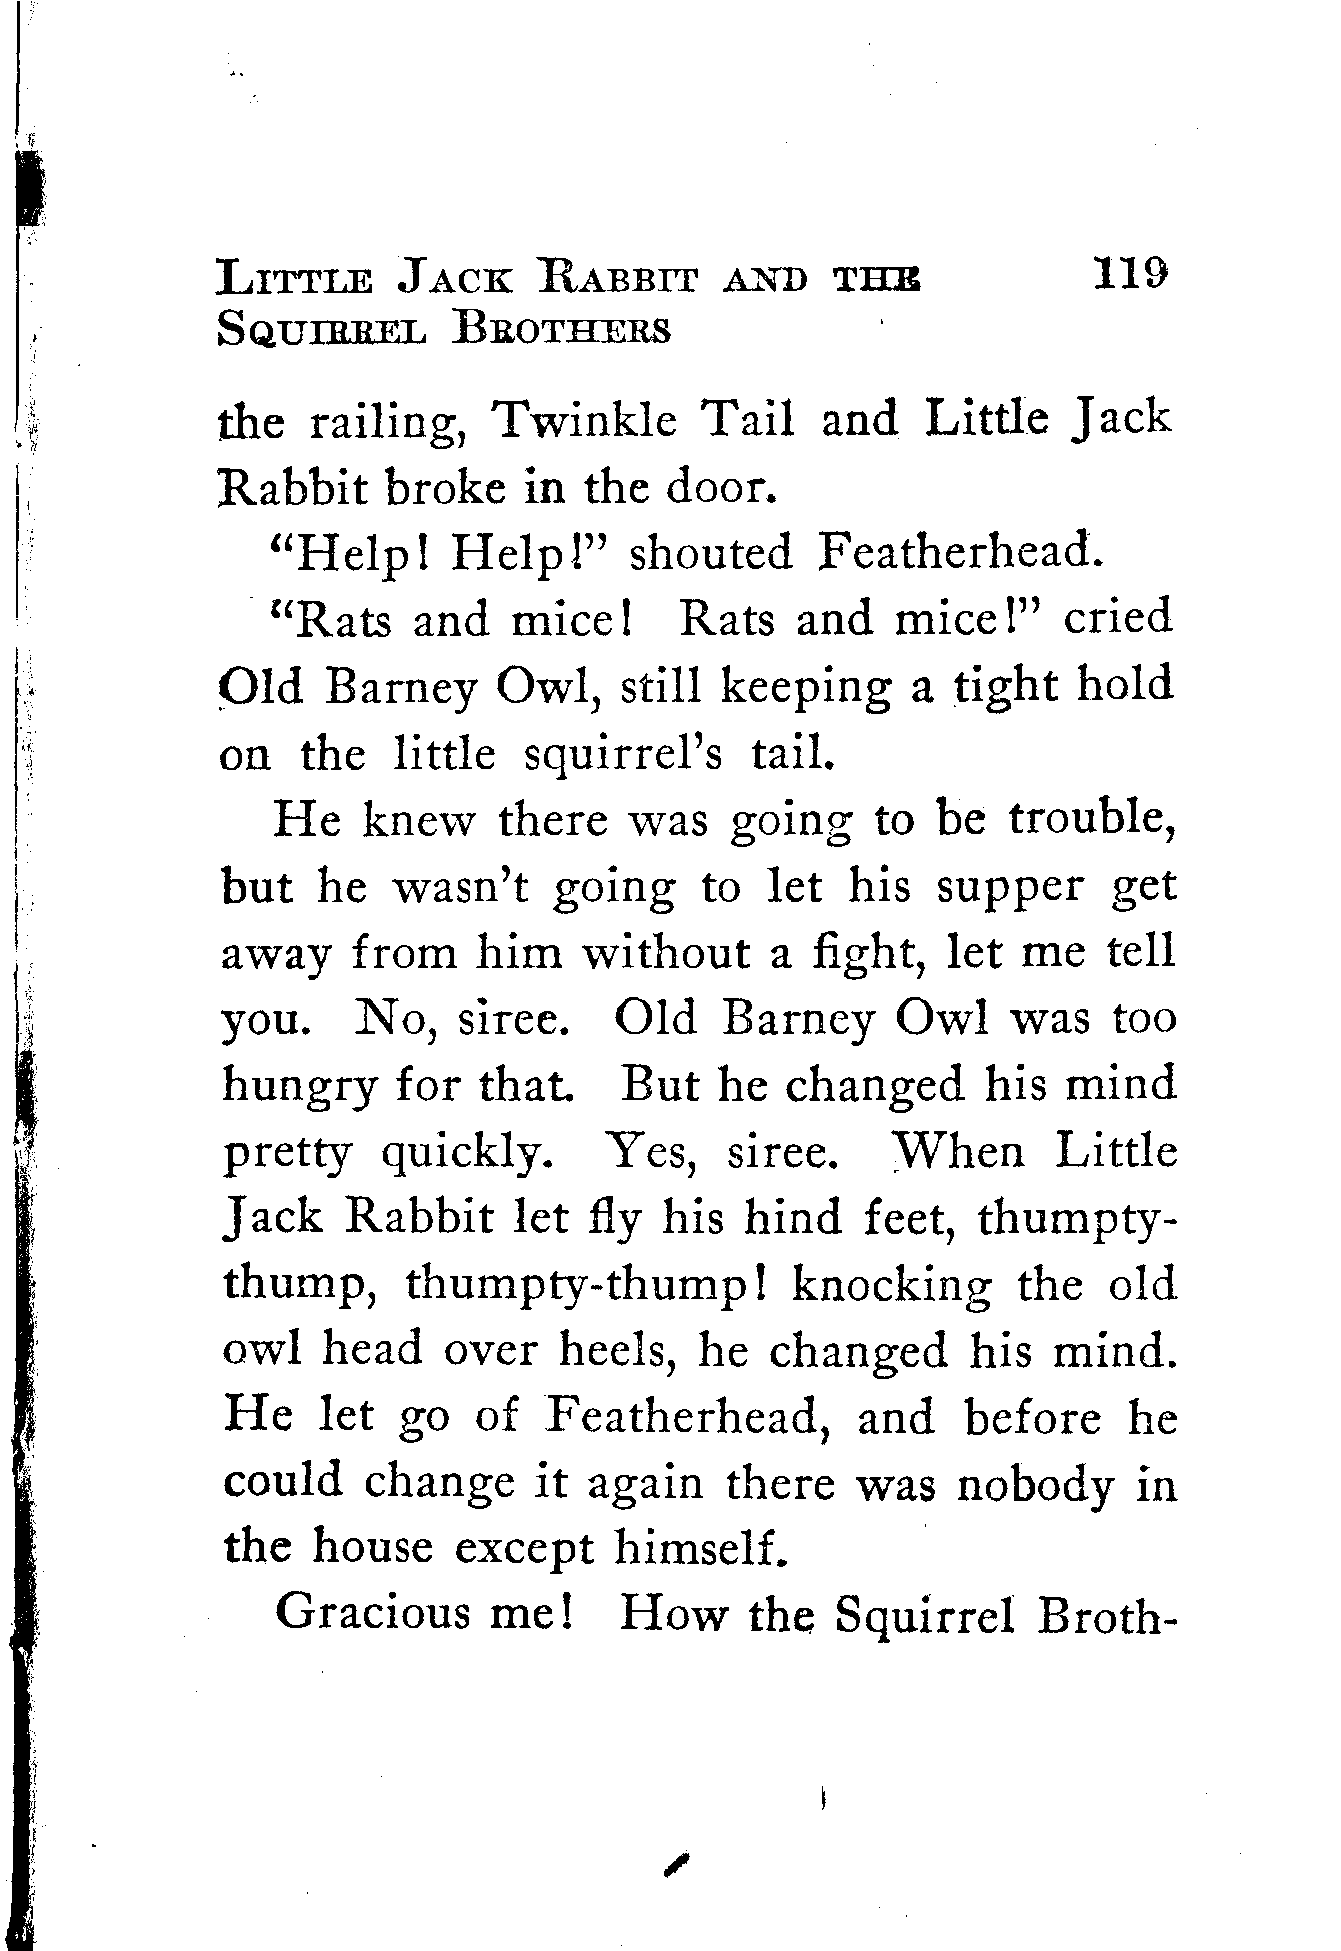 LITTLE JACK RABBIT AND THE 119
SQUIRREL BROTHERS
the railing, Twinkle Tail and Little Jack
Rabbit broke in the door.
“Help! Help!” shouted Featherhead.
“Rats and mice! Rats and mice!” cried
Old Barney Owl, still keeping a tight hold
on the little squirrel’s tail.
He knew there was going to be trouble,
but he wasn’t going to let his supper get
away from him without a fight, let me tell
you. No, siree. Old Barney Owl was too
hungry for that. But he changed his mind
pretty quickly. Yes, siree. When Little
Jack Rabbit let fly his hind feet, thumpty-
thump, thumpty-thump! knocking the old
owl head over heels, he changed his mind.
He let go of Featherhead, and before he
could change it again there was nobody in
the house except himself.
Gracious me! How the Squirrel Broth-